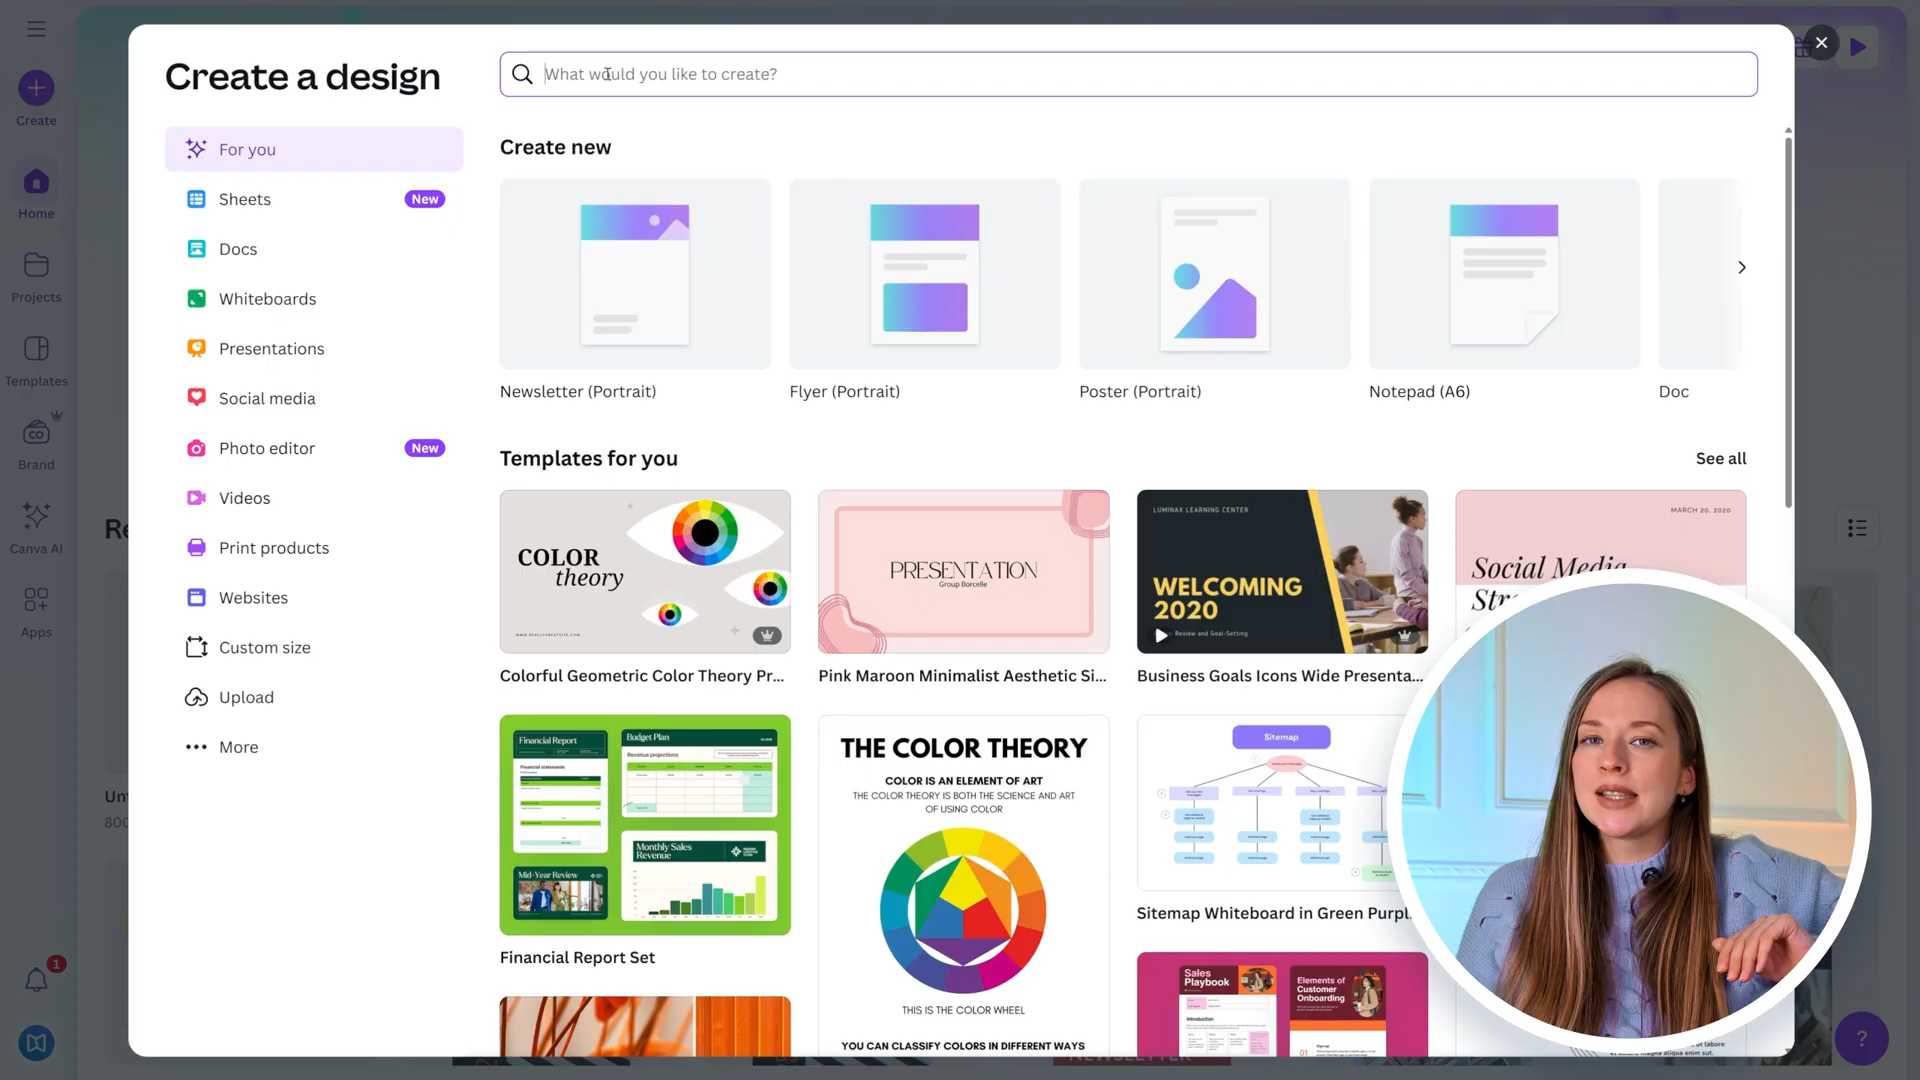 Create a design
What would you like to create?
Create
Home
Projects
Templates
Brand
Canva AI
Apps
1
For you
Sheets
New
Docs
Whiteboards
Presentations
Social media
Photo editor
New
Videos
Print products
Websites
Custom size
Upload
More
Create new
Newsletter (Portrait)
Flyer (Portrait)
Poster (Portrait)
Notepad (A6)
Doc
Templates for you
See all
COLOR
theory
PRESENTATION
Group Borcelle
LUMINAX LEARNING CENTER
WELCOMING
2020
Review and Goal-Setting
MARCH 20, 2020
Social Media
Colorful Geometric Color Theory Pr...
Pink Maroon Minimalist Aesthetic Si...
Business Goals Icons Wide Presenta...
Financial Report
Financial statements
Budget Plan
Revenue projections
Monthly Sales
Revenue
Mid-Year Review
Financial Report Set
THE COLOR THEORY
COLOR IS AN ELEMENT OF ART
THE COLOR THEORY IS BOTH THE SCIENCE AND ART
OF USING COLOR
THIS IS THE COLOR WHEEL
YOU CAN CLASSIFY COLORS IN DIFFERENT WAYS
Sitemap
Sitemap Whiteboard in Green Purpl...
Sales
Playbook
Introduction
Elements of
Customer
Onboarding
01
?